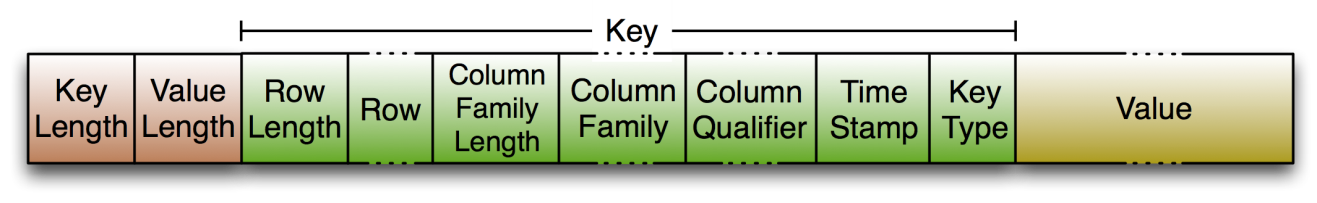 Key
Key
Length
Value
Length
Row
Length
Row
Column
Family
Length
Column
Family
Column
Qualifier
Time
Stamp
Key
Type
Value